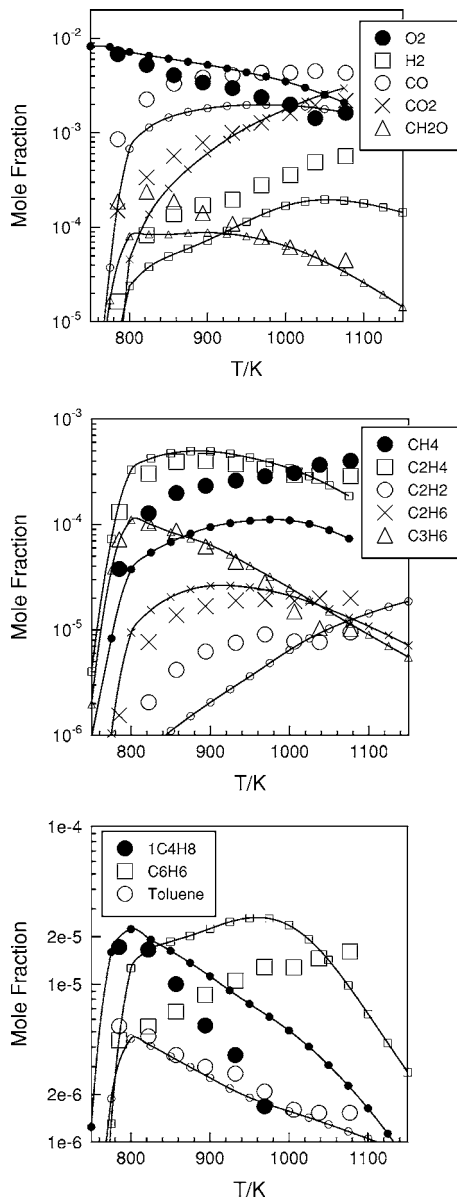 10^-2
10^-3
10^-4
10^-5
Mole Fraction
800 900 1000 1100
T/K
O2
H2
CO
CO2
CH2O
10^-3
10^-4
10^-5
10^-6
Mole Fraction
800 900 1000 1100
T/K
CH4
C2H4
C2H2
C2H6
C3H6
1e-4
2e-5
1e-5
2e-6
1e-6
Mole Fraction
800 900 1000 1100
T/K
1C4H8
C6H6
Toluene